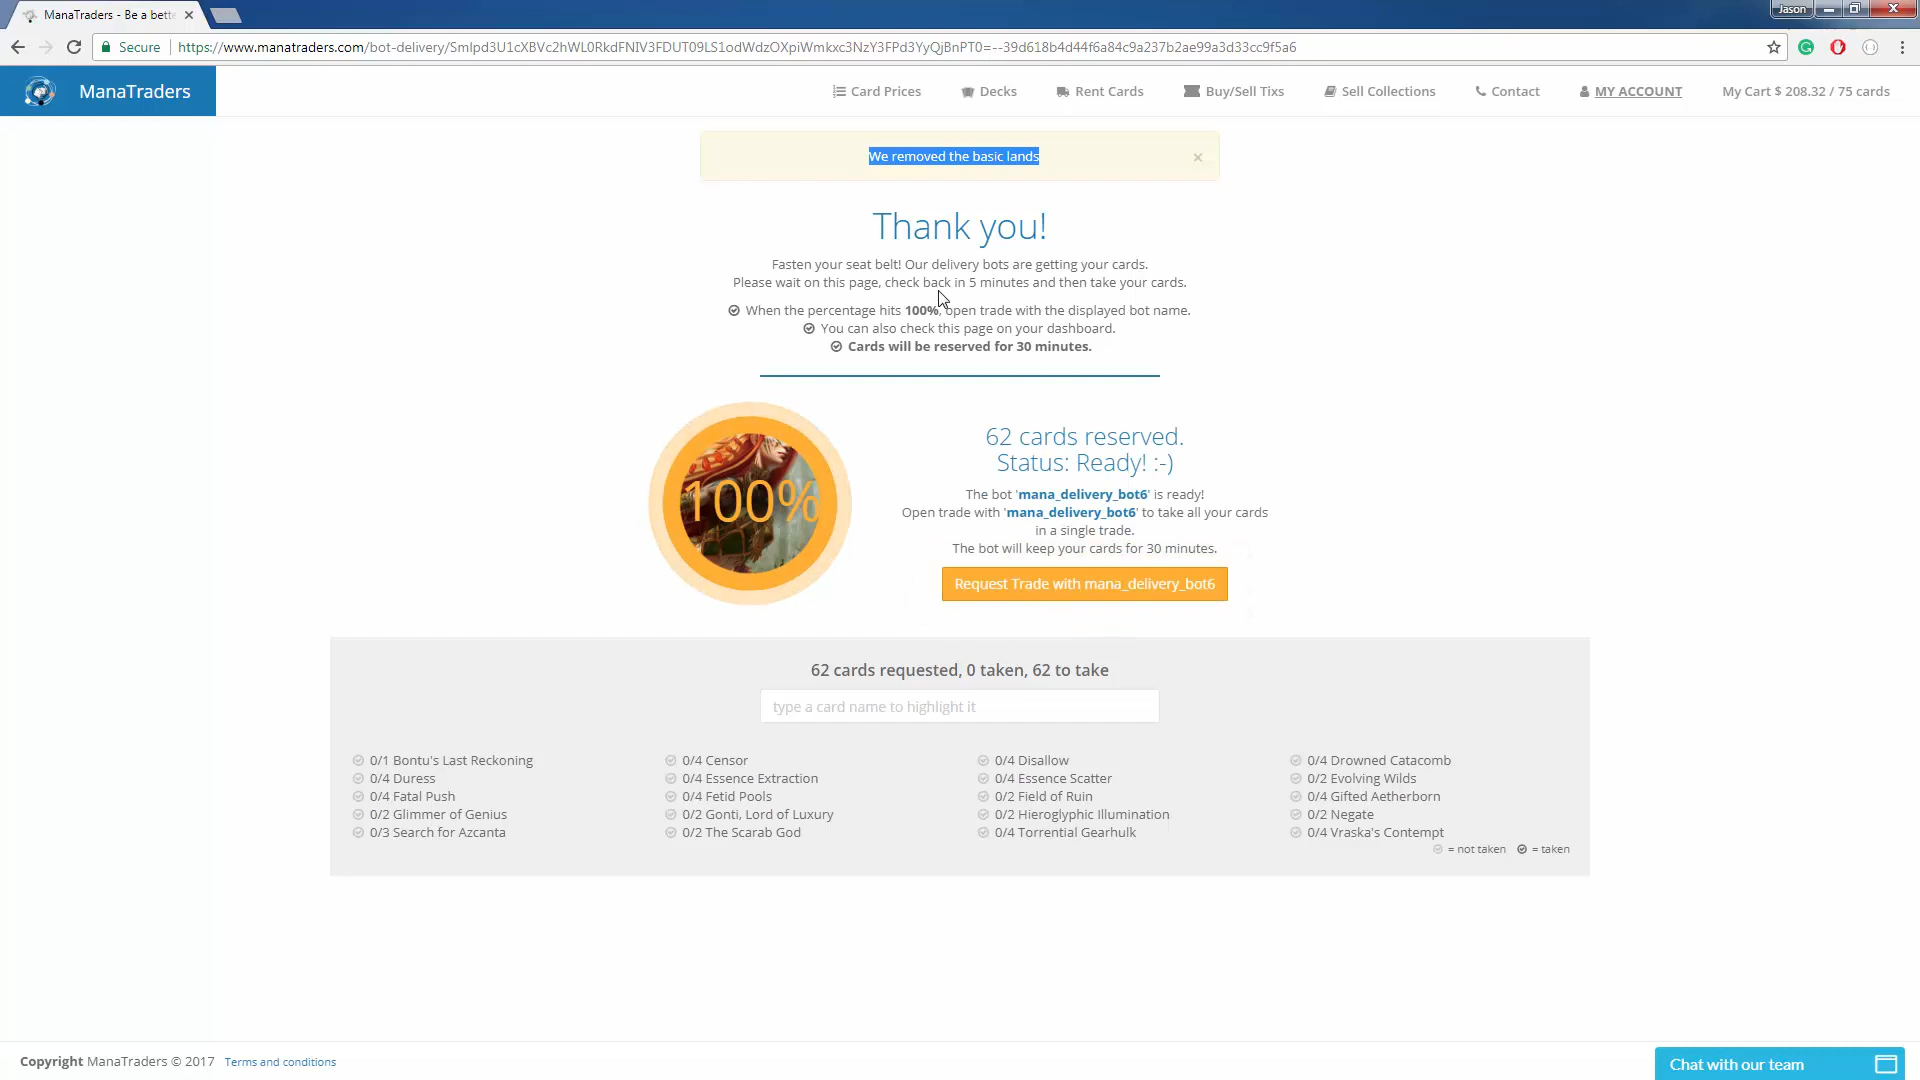 ManaTraders - Be a bette
Jason
Secure
https://www.manatraders.com/bot-delivery/Smlpd3U1cXBVc2hWL0RkdFNIV3FDUT09LS1odWdzOXpiWmkxc3NzY3FPd3YyQjBnPT0=--39d618b4d44f6a84c9a237b2ae99a3d33cc9f5a6
ManaTraders
Card Prices
Decks
Rent Cards
Buy/Sell Tixs
Sell Collections
Contact
MY ACCOUNT
My Cart $ 208.32 / 75 cards
We removed the basic lands
×
Thank you!
Fasten your seat belt! Our delivery bots are getting your cards.
Please wait on this page, check back in 5 minutes and then take your cards.
When the percentage hits 100%, open trade with the displayed bot name.
You can also check this page on your dashboard.
Cards will be reserved for 30 minutes.
100%
62 cards reserved.
Status: Ready! :-)
The bot 'mana_delivery_bot6' is ready!
Open trade with 'mana_delivery_bot6' to take all your cards
in a single trade.
The bot will keep your cards for 30 minutes.
Request Trade with mana_delivery_bot6
62 cards requested, 0 taken, 62 to take
type a card name to highlight it
0/1 Bontu's Last Reckoning
0/4 Censor
0/4 Disallow
0/4 Drowned Catacomb
0/4 Duress
0/4 Essence Extraction
0/4 Essence Scatter
0/2 Evolving Wilds
0/4 Fatal Push
0/4 Fetid Pools
0/2 Field of Ruin
0/4 Gifted Aetherborn
0/2 Glimmer of Genius
0/2 Gonti, Lord of Luxury
0/2 Hieroglyphic Illumination
0/2 Negate
0/3 Search for Azcanta
0/2 The Scarab God
0/4 Torrential Gearhulk
0/4 Vraska's Contempt
= not taken
= taken
Copyright ManaTraders © 2017 Terms and conditions
Chat with our team